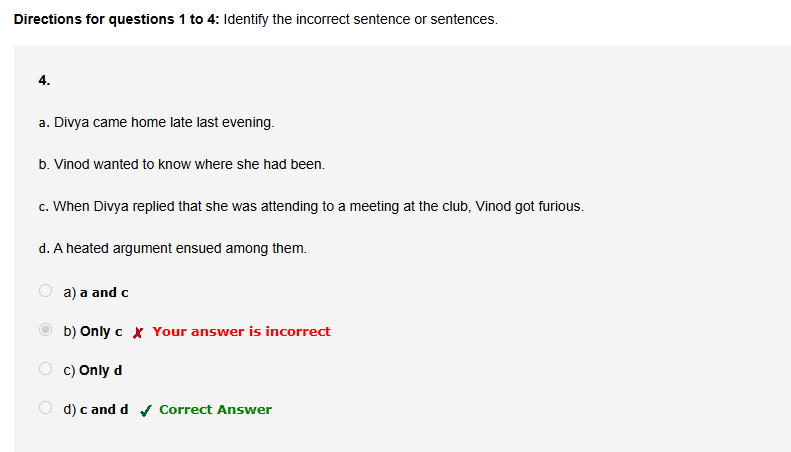 Directions for questions 1 to 4: Identify the incorrect sentence or sentences.
4.
a. Divya came home late last evening.
b. Vinod wanted to know where she had been.
c. When Divya replied that she was attending to a meeting at the club, Vinod got furious.
d. A heated argument ensued among them.
a) a and c
b) Only c ✗ Your answer is incorrect
c) Only d
d) c and d ✓ Correct Answer